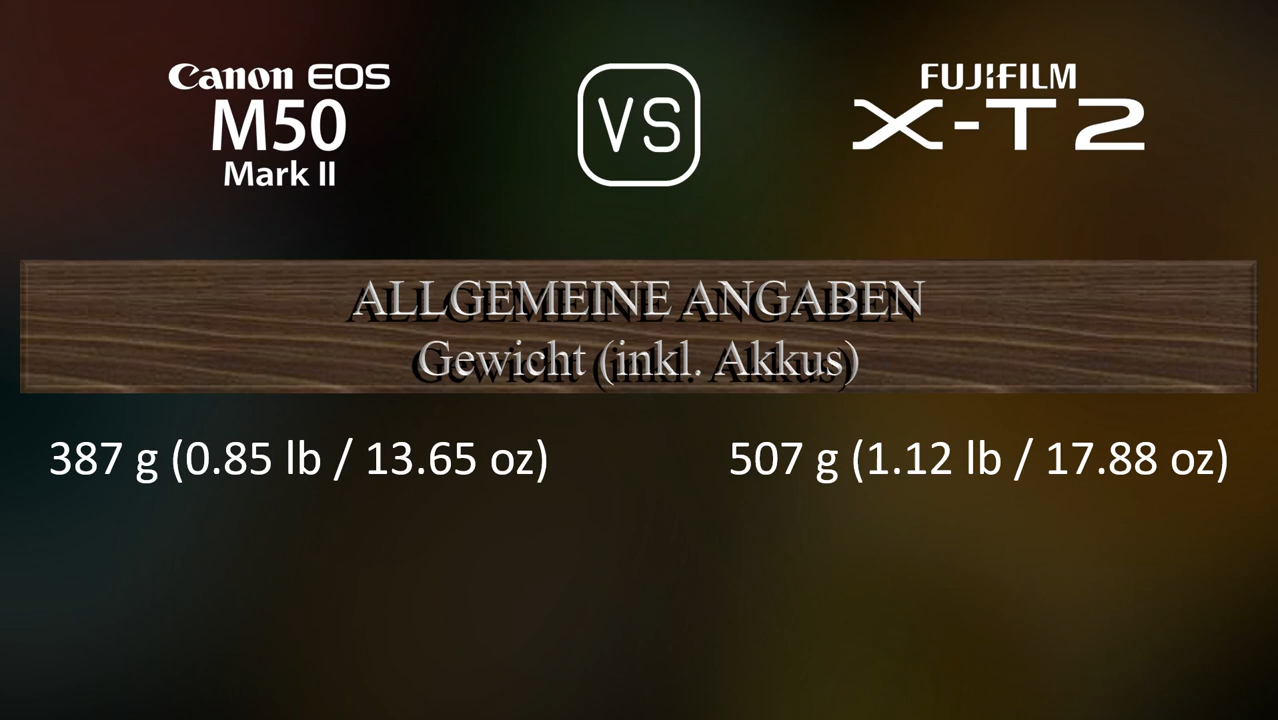 Canon EOS
M50
Mark II
VS
FUJIFILM
X-T2
ALLGEMEINE ANGABEN
Gewicht (inkl. Akkus)
387 g (0.85 lb / 13.65 oz)
507 g (1.12 lb / 17.88 oz)